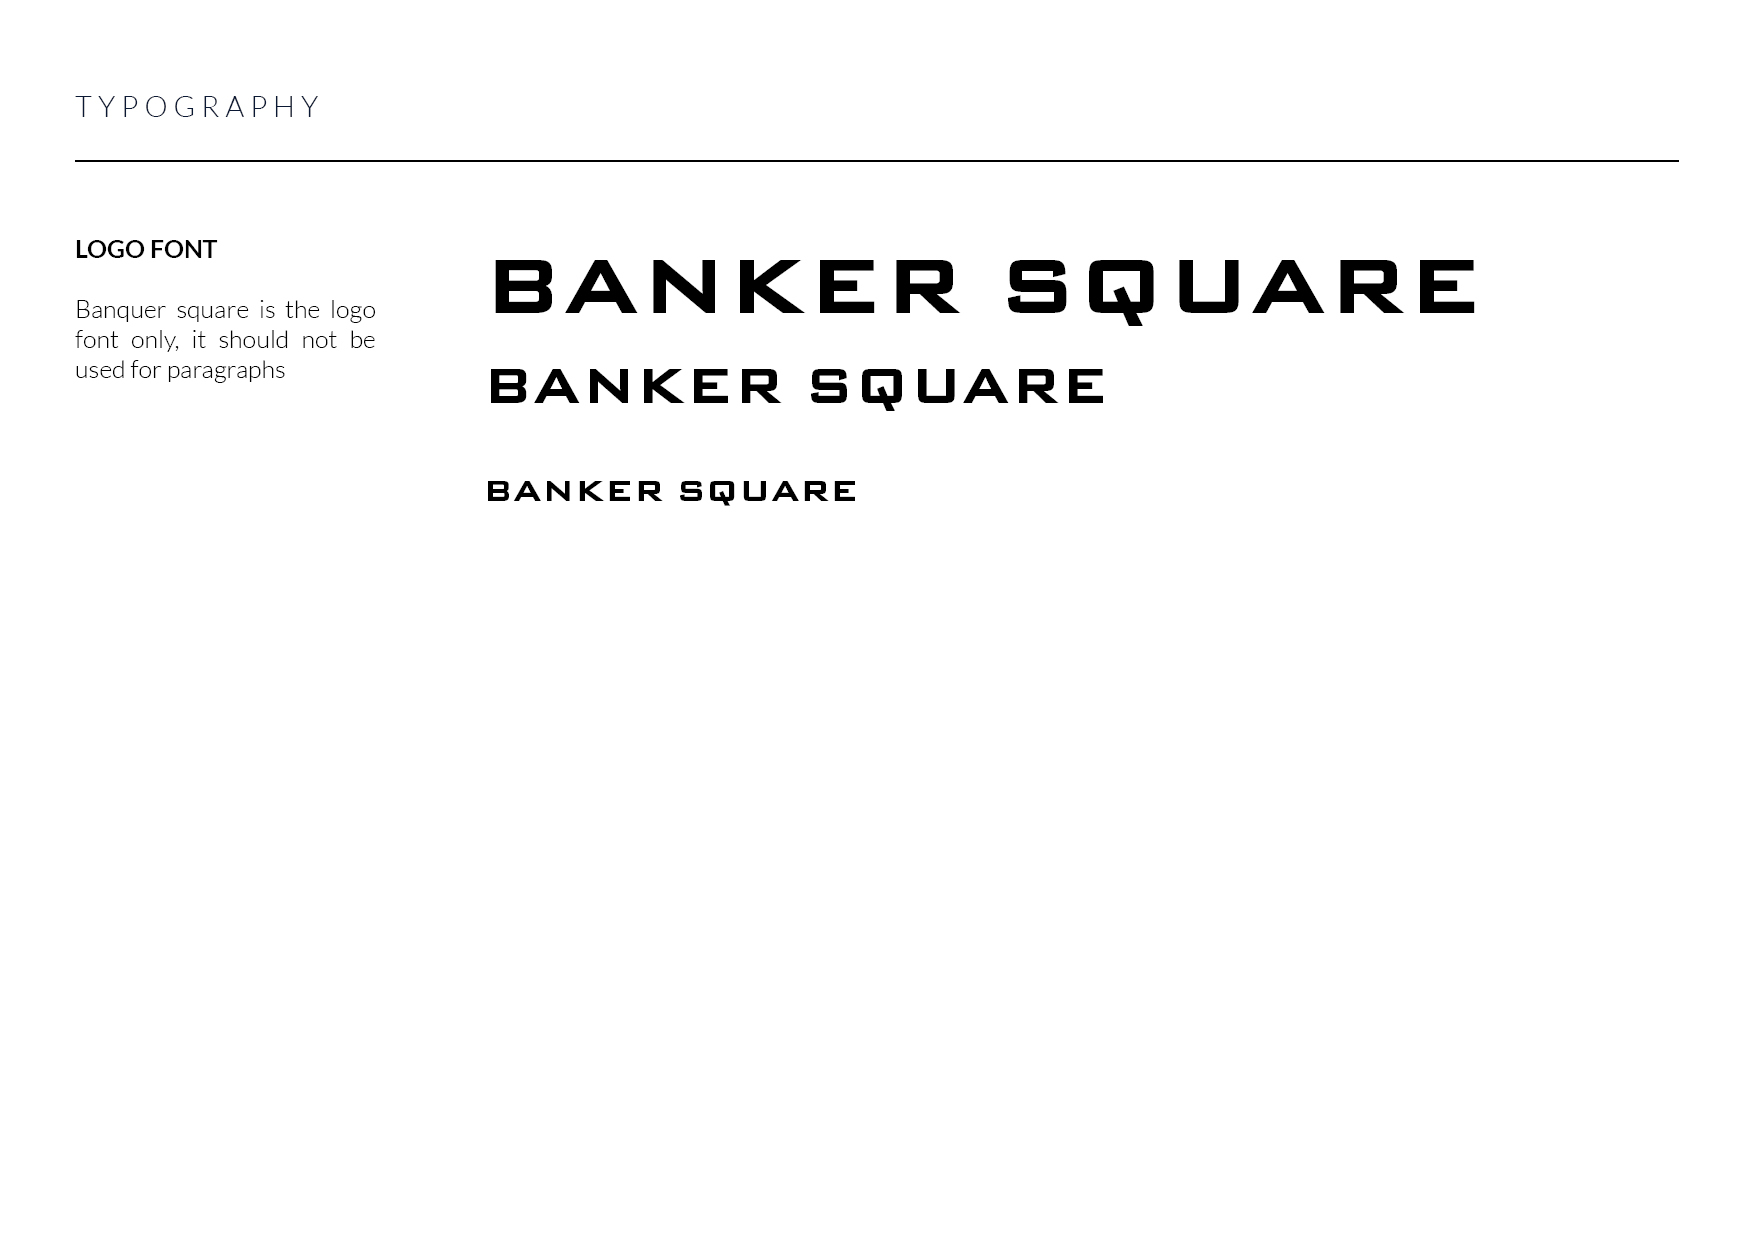 TYPOGRAPHY
LOGO FONT
Banquer square is the logo
font only, it should not be
used for paragraphs
BANKER SQUARE
BANKER SQUARE
BANKER SQUARE